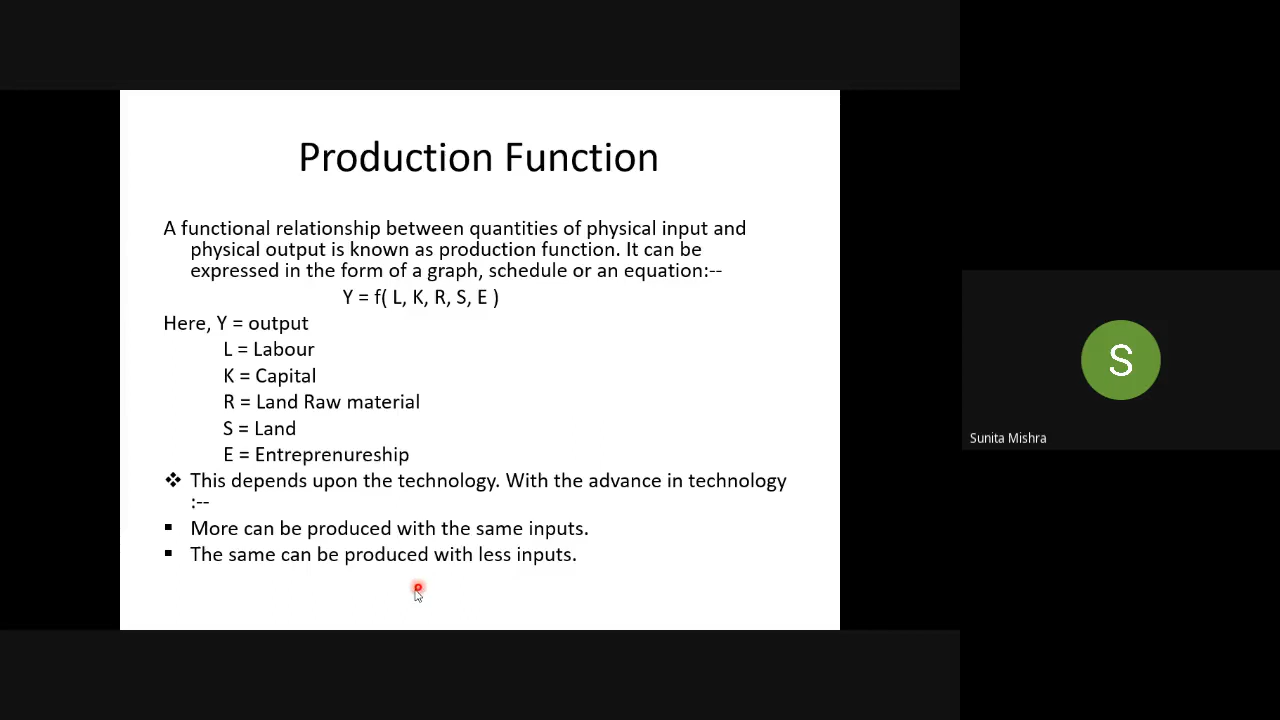 Production Function
A functional relationship between quantities of physical input and
physical output is known as production function. It can be
expressed in the form of a graph, schedule or an equation:--
Y = f( L, K, R, S, E )
Here, Y = output
L = Labour
K = Capital
R = Land Raw material
S = Land
E = Entreprenureship
❖ This depends upon the technology. With the advance in technology
:--
▪ More can be produced with the same inputs.
▪ The same can be produced with less inputs.
S
Sunita Mishra